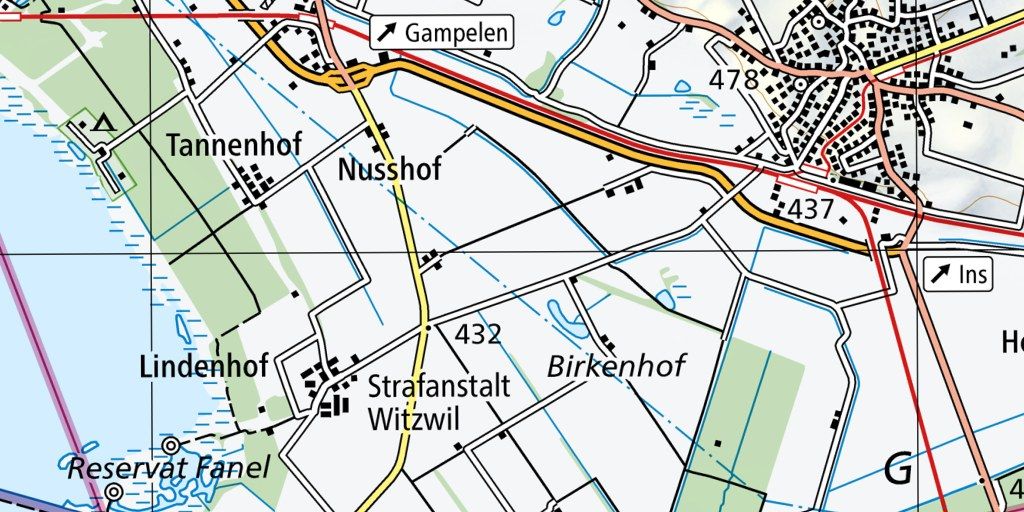 Gampelen
478
Tannenhof
Nusshof
437
Ins
432
Lindenhof
Birkenhof
Strafanstalt
Witzwil
Reservat Fanel
G